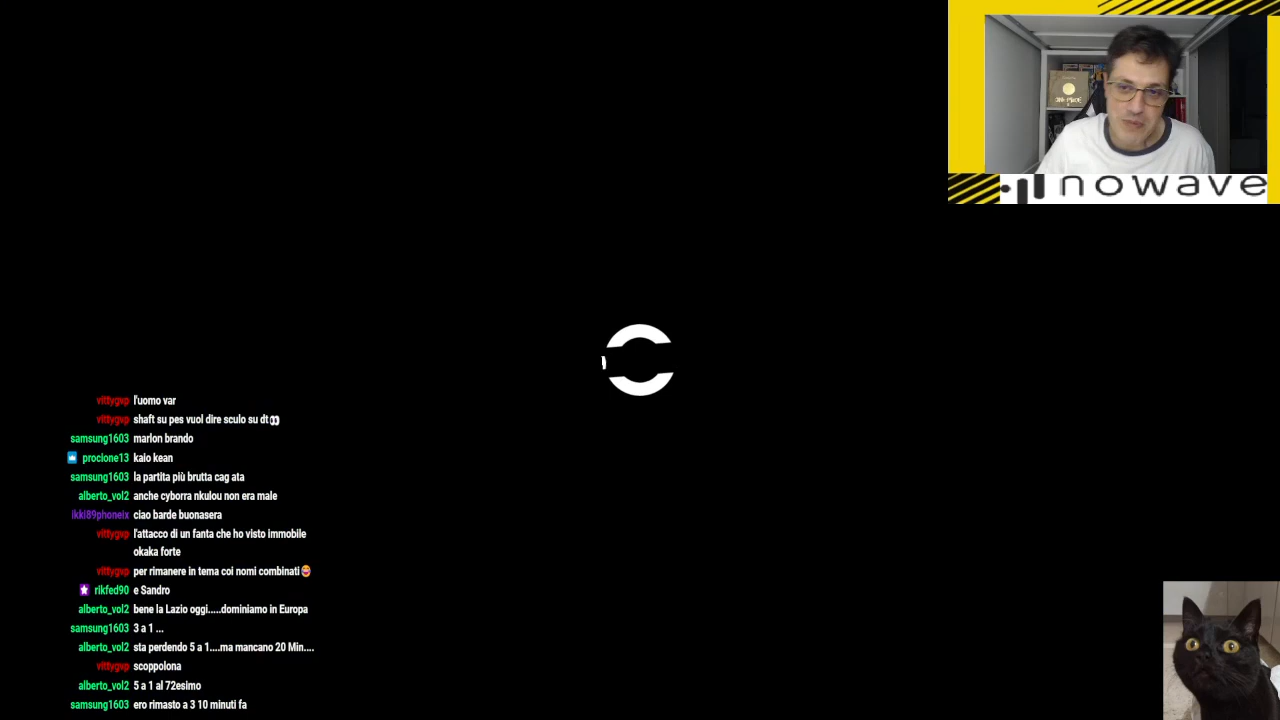 nowave
l'uomo var
vittygvp
shaft su pes vuol dire sculo su dt👀
vittygvp
samsung1603 marlon brando
procione13 kaio kean
samsung1603 la partita più brutta cag ata
alberto_vol2 anche cyborra nkulou non era male
ikki89phoneix ciao barde buonasera
vittygvp l'attacco di un fanta che ho visto immobile
okaka forte
vittygvp per rimanere in tema coi nomi combinati😂
rikfed90 e Sandro
alberto_vol2 bene la Lazio oggi.....dominiamo in Europa
samsung1603 3 a 1 ...
alberto_vol2 sta perdendo 5 a 1....ma mancano 20 Min....
vittygvp scoppolona
alberto_vol2 5 a 1 al 72esimo
samsung1603 ero rimasto a 3 10 minuti fa